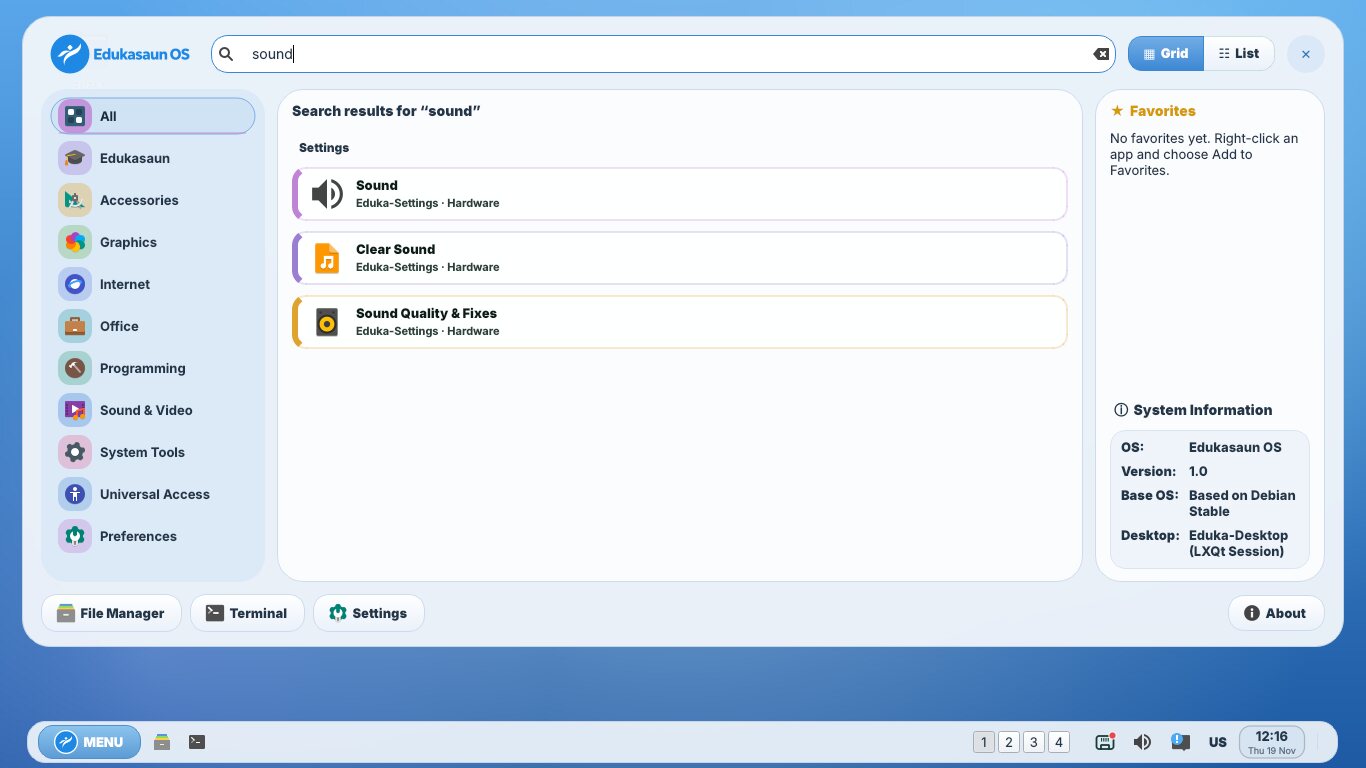 Edukasaun OS
sound
Grid
List
All
Edukasaun
Accessories
Graphics
Internet
Office
Programming
Sound & Video
System Tools
Universal Access
Preferences
Search results for “sound”
Settings
Sound
Eduka-Settings · Hardware
Clear Sound
Eduka-Settings · Hardware
Sound Quality & Fixes
Eduka-Settings · Hardware
★ Favorites
No favorites yet. Right-click an
app and choose Add to
Favorites.
ⓘ System Information
OS: Edukasaun OS
Version: 1.0
Base OS: Based on Debian
Stable
Desktop: Eduka-Desktop
(LXQt Session)
File Manager
Terminal
Settings
About
MENU
1 2 3 4
US
12:16
Thu 19 Nov